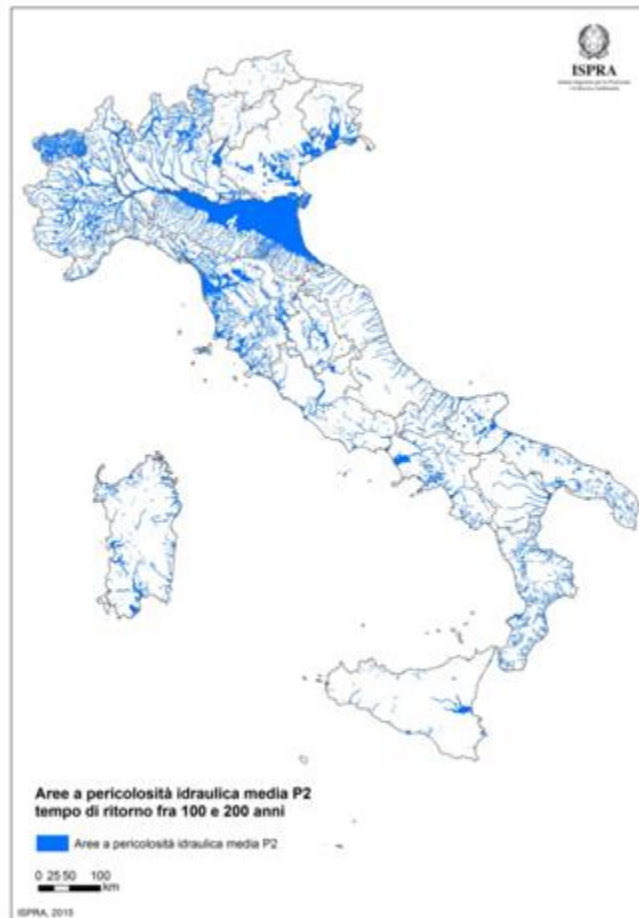 ISPRA
Aree a pericolosità idraulica media P2
tempo di ritorno fra 100 e 200 anni
Aree a pericolosità idraulica media P2
0 25 50 100
km
ISPRA, 2015